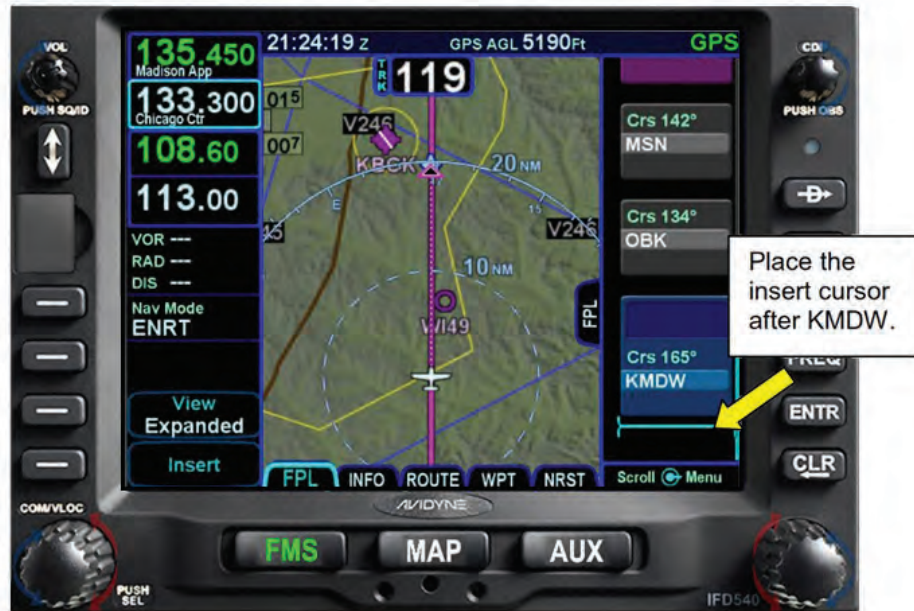 VOL
PUSH SQ/ID
135.450
Madison App
133.300
Chicago Ctr
108.60
113.00
VOR ---
RAD ---
DIS ---
Nav Mode
ENRT
View
Expanded
Insert
21:24:19 Z
GPS AGL 5190Ft
GPS
TRK
119
015
007
V246
KBCK
20 NM
E
15
45
V246
10 NM
WI49
FPL
Crs 142°
MSN
Crs 134°
OBK
Crs 165°
KMDW
FPL
INFO
ROUTE
WPT
NRST
Scroll
Menu
CDI
PUSH OBS
D
Place the
insert cursor
after KMDW.
FREQ
ENTR
CLR
COM/VLOC
AVIDYNE
FMS
MAP
AUX
PUSH
SEL
IFD540